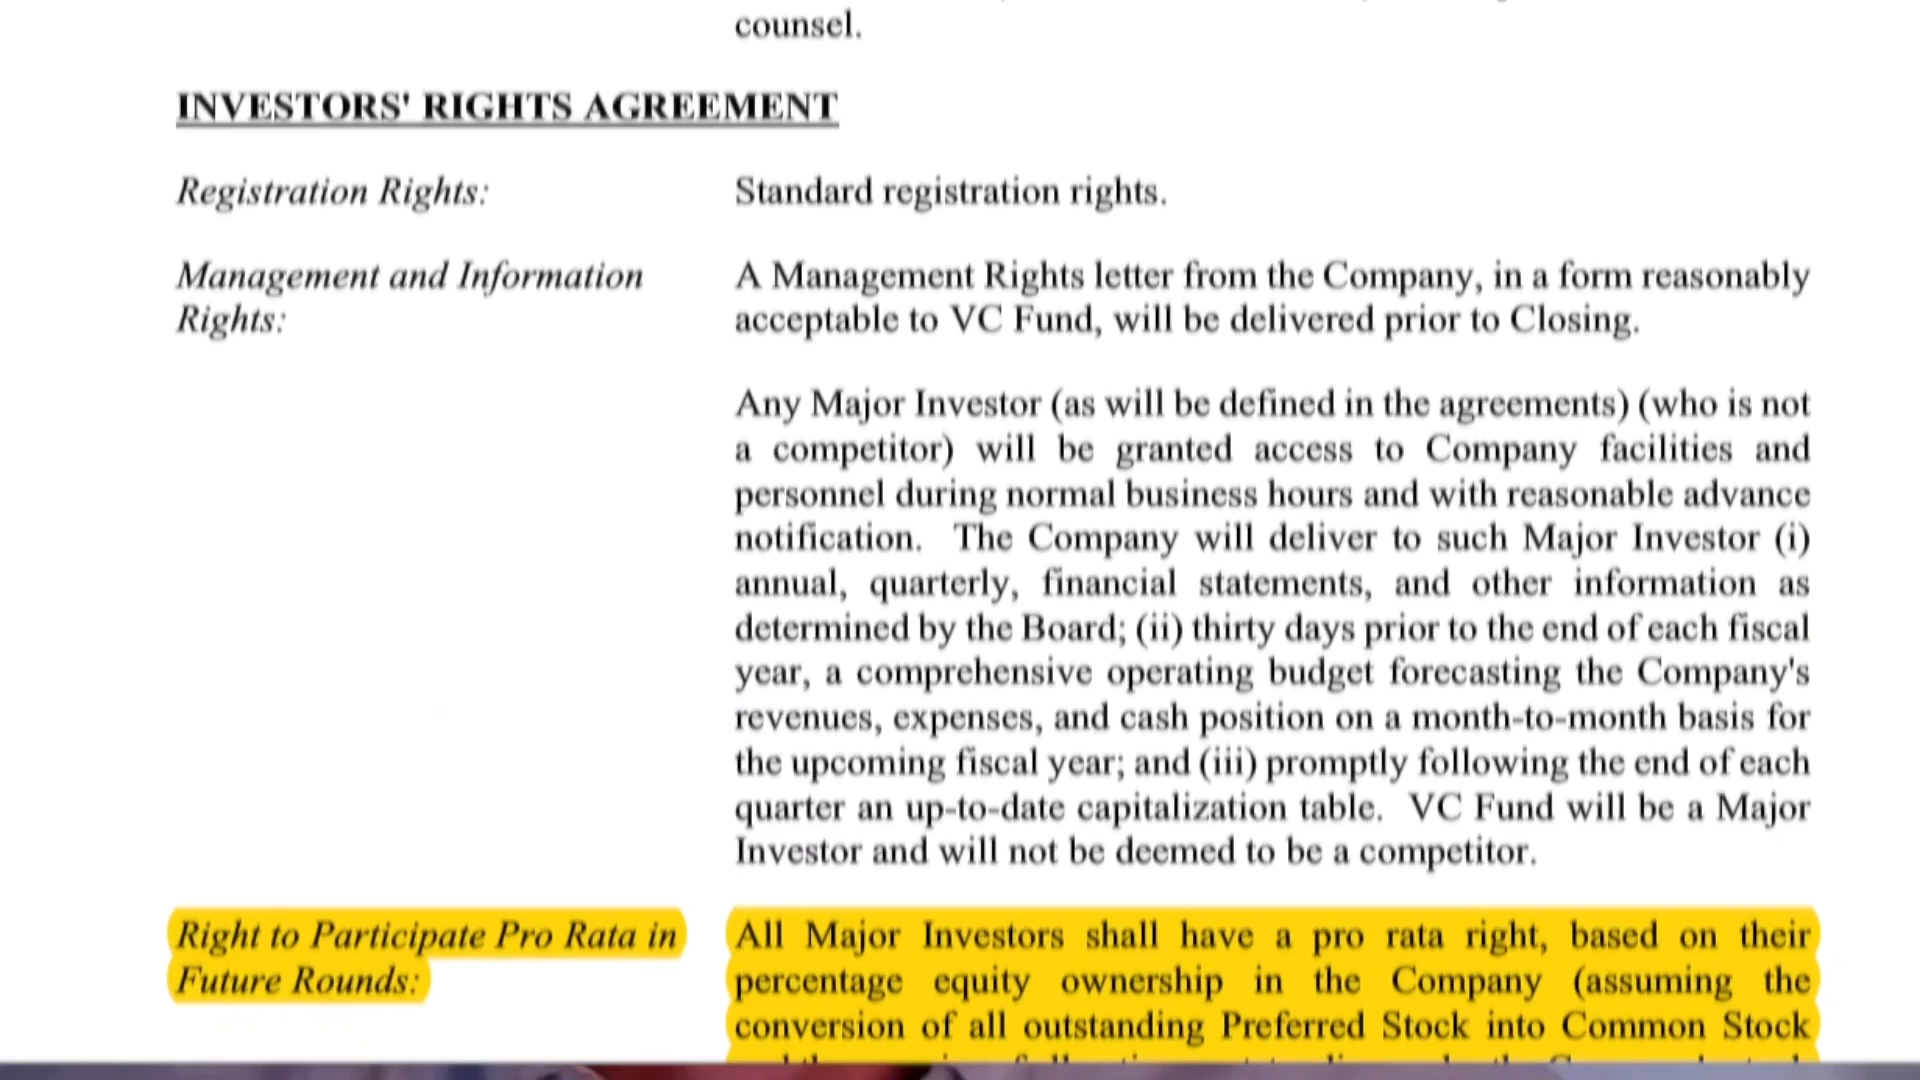 counsel.
INVESTORS' RIGHTS AGREEMENT
Registration Rights:
Standard registration rights.
Management and Information
Rights:
A Management Rights letter from the Company, in a form reasonably
acceptable to VC Fund, will be delivered prior to Closing.
Any Major Investor (as will be defined in the agreements) (who is not
a competitor) will be granted access to Company facilities and
personnel during normal business hours and with reasonable advance
notification. The Company will deliver to such Major Investor (i)
annual, quarterly, financial statements, and other information as
determined by the Board; (ii) thirty days prior to the end of each fiscal
year, a comprehensive operating budget forecasting the Company's
revenues, expenses, and cash position on a month-to-month basis for
the upcoming fiscal year; and (iii) promptly following the end of each
quarter an up-to-date capitalization table. VC Fund will be a Major
Investor and will not be deemed to be a competitor.
Right to Participate Pro Rata in
Future Rounds:
All Major Investors shall have a pro rata right, based on their
percentage equity ownership in the Company (assuming the
conversion of all outstanding Preferred Stock into Common Stock